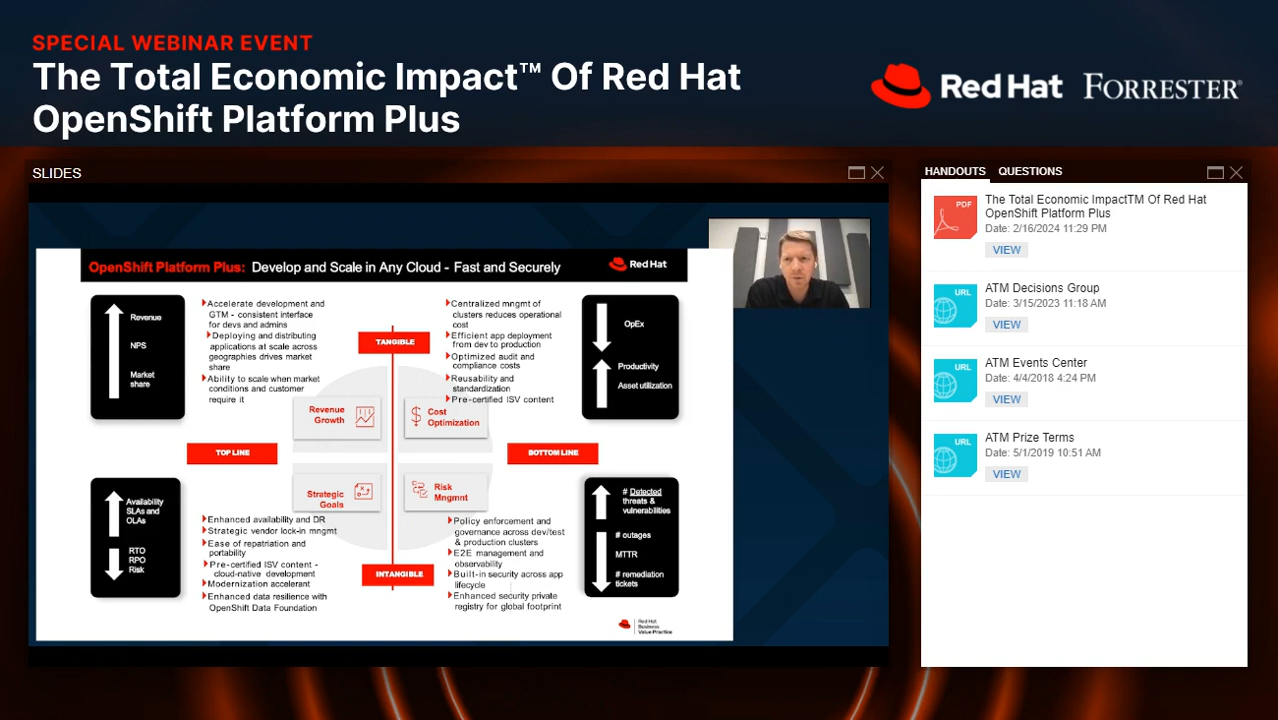 SPECIAL WEBINAR EVENT
The Total Economic Impact™ Of Red Hat
OpenShift Platform Plus
Red Hat
FORRESTER®
SLIDES
OpenShift Platform Plus: Develop and Scale in Any Cloud - Fast and Securely
Red Hat
Revenue
NPS
Market
share
Accelerate development and
GTM - consistent interface
for devs and admins
Deploying and distributing
applications at scale across
geographies drives market
share
Ability to scale when market
conditions and customer
require it
TANGIBLE
Centralized mngmt of
clusters reduces operational
cost
Efficient app deployment
from dev to production
Optimized audit and
compliance costs
Reusability and
standardization
Pre-certified ISV content
OpEx
Productivity
Asset utilization
Revenue
Growth
Cost
Optimization
TOP LINE
BOTTOM LINE
Strategic
Goals
Risk
Mngmnt
Availability
SLAs and
OLAs
RTO
RPO
Risk
Enhanced availability and DR
Strategic vendor lock-in mngmt
Ease of repatriation and
portability
Pre-certified ISV content -
cloud-native development
Modernization accelerant
Enhanced data resilience with
OpenShift Data Foundation
INTANGIBLE
Policy enforcement and
governance across dev/test
& production clusters
E2E management and
observability
Built-in security across app
lifecycle
Enhanced security private
registry for global footprint
# Detected
threats &
vulnerabilities
# outages
MTTR
# remediation
tickets
Red Hat
Business
Value Practice
HANDOUTS
QUESTIONS
PDF
The Total Economic ImpactTM Of Red Hat
OpenShift Platform Plus
Date: 2/16/2024 11:29 PM
VIEW
URL
ATM Decisions Group
Date: 3/15/2023 11:18 AM
VIEW
URL
ATM Events Center
Date: 4/4/2018 4:24 PM
VIEW
URL
ATM Prize Terms
Date: 5/1/2019 10:51 AM
VIEW